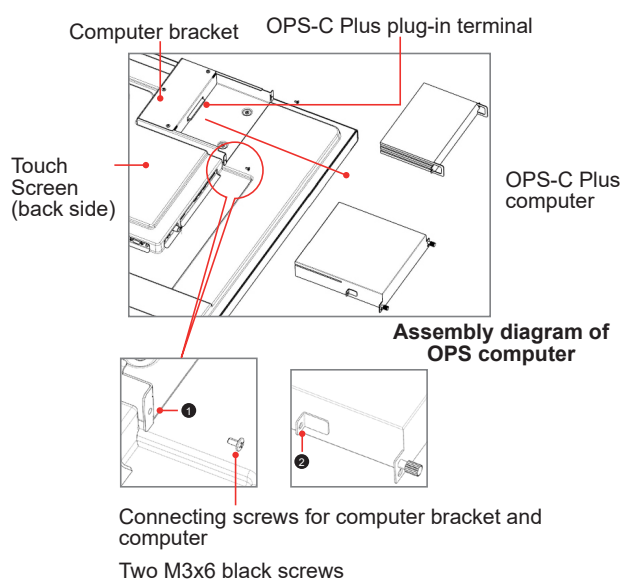 Computer bracket
OPS-C Plus plug-in terminal
Touch
Screen
(back side)
OPS-C Plus
computer
Assembly diagram of
OPS computer
1
2
Connecting screws for computer bracket and
computer
Two M3x6 black screws